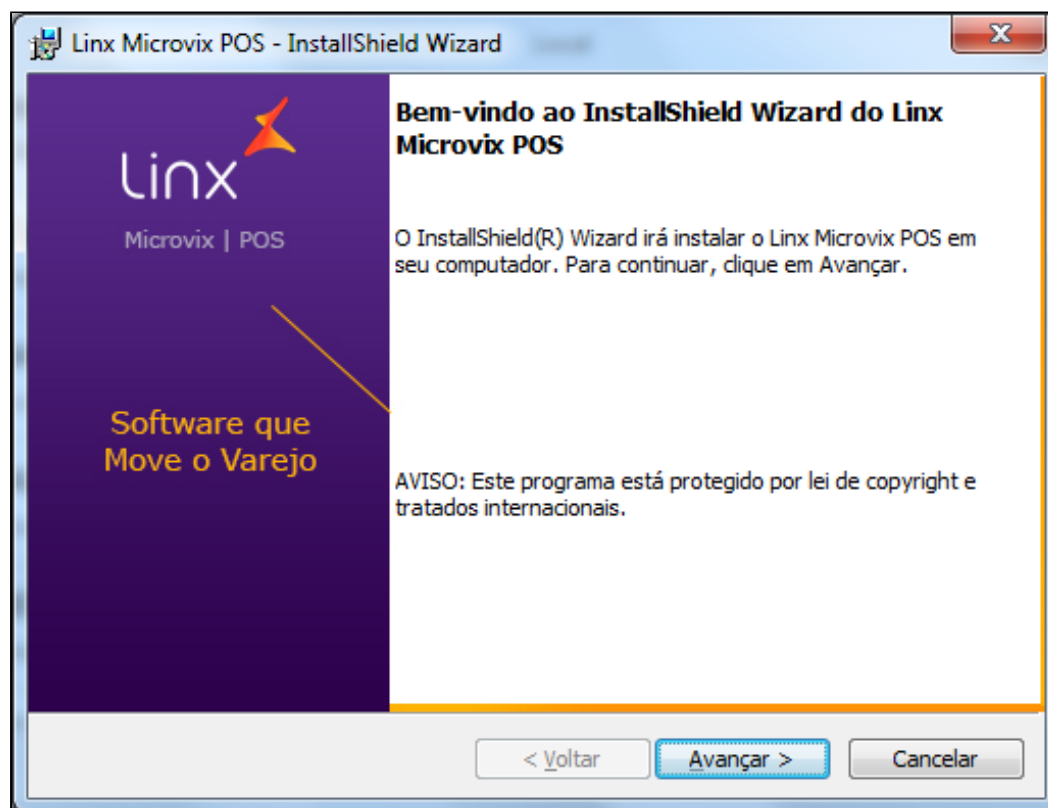 Linx Microvix POS - InstallShield Wizard
Linx
Microvix | POS
Software que
Move o Varejo
Bem-vindo ao InstallShield Wizard do Linx
Microvix POS
O InstallShield(R) Wizard irá instalar o Linx Microvix POS em
seu computador. Para continuar, clique em Avançar.
AVISO: Este programa está protegido por lei de copyright e
tratados internacionais.
< Voltar
Avançar >
Cancelar